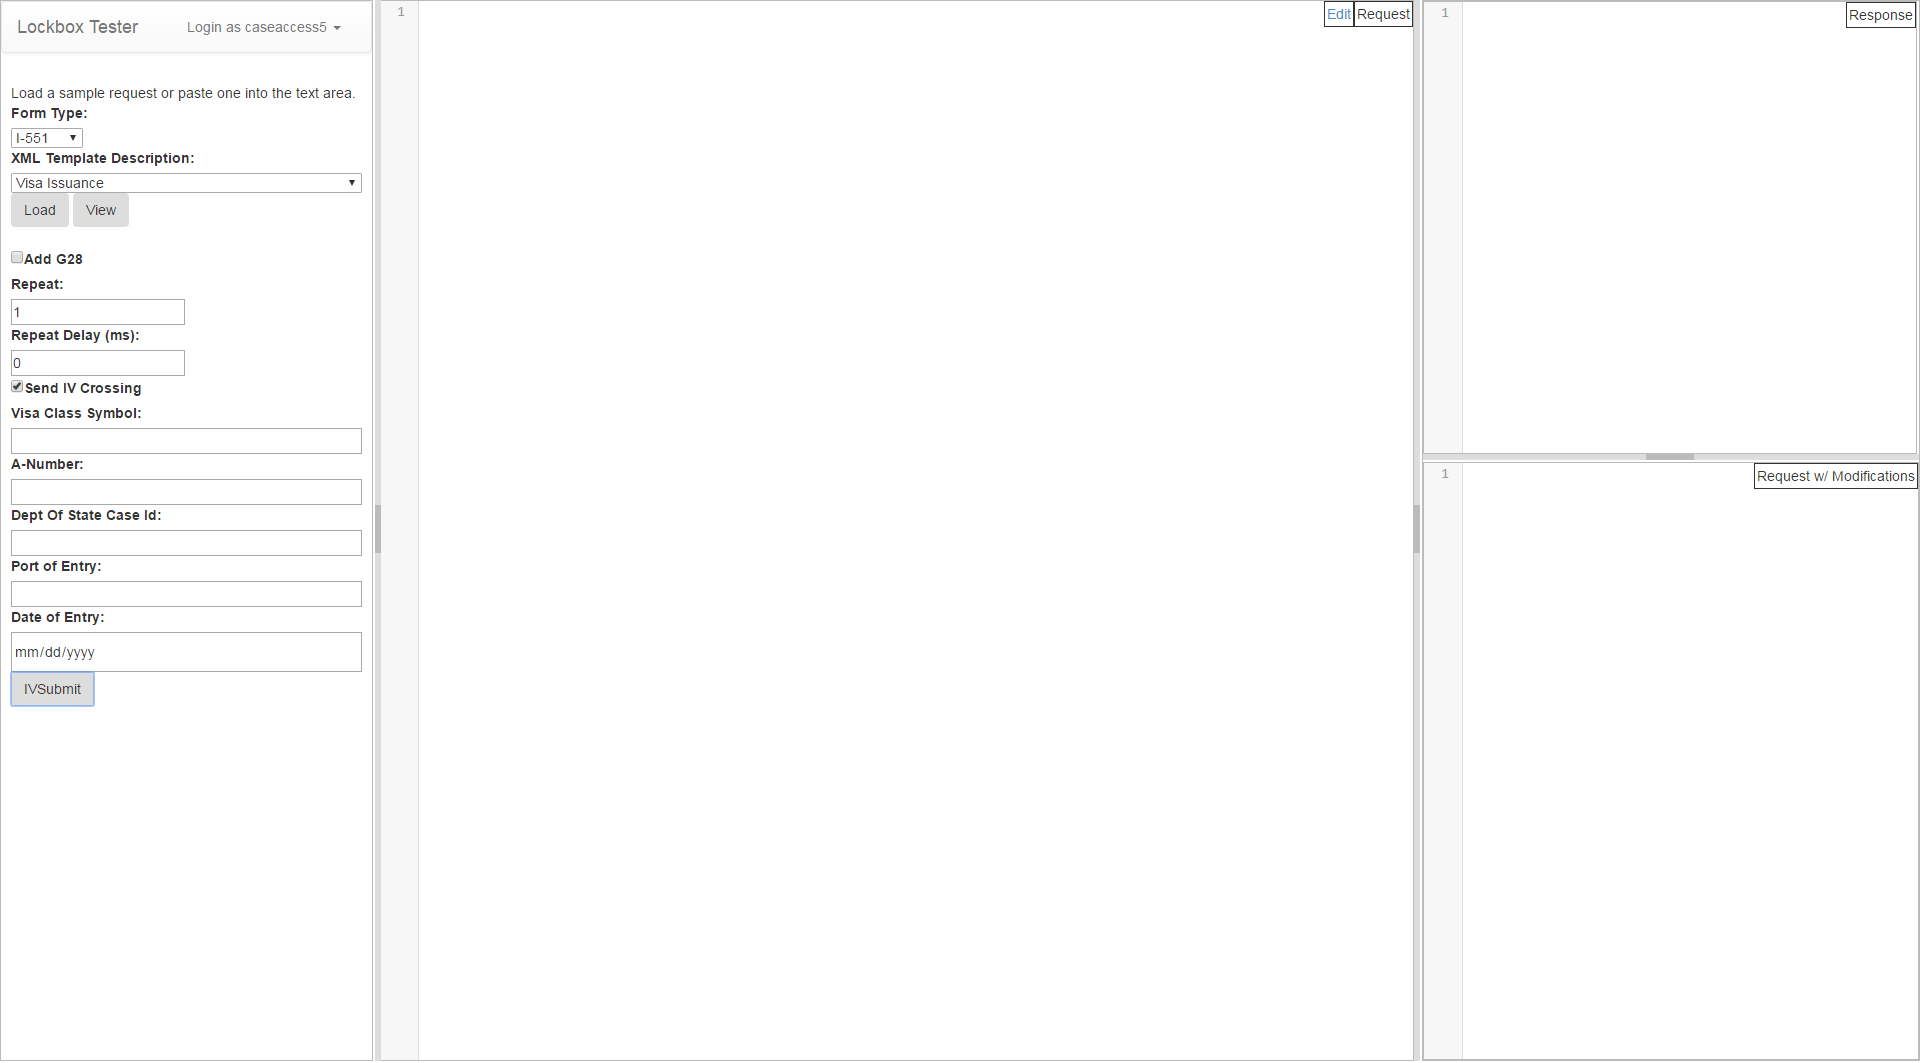 Lockbox Tester
Login as caseaccess5
Load a sample request or paste one into the text area.
Form Type:
I-551
XML Template Description:
Visa Issuance
Load View
Add G28
Repeat:
1
Repeat Delay (ms):
0
Send IV Crossing
Visa Class Symbol:
A-Number:
Dept Of State Case Id:
Port of Entry:
Date of Entry:
mm/dd/yyyy
IVSubmit
1
Edit Request
1
Response
1
Request w/ Modifications